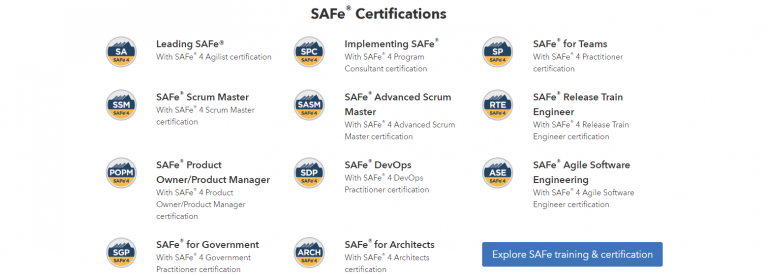 SAFe® Certifications
SA
SAFe® 4
Leading SAFe®
With SAFe® 4 Agilist certification
SPC
SAFe® 4
Implementing SAFe®
With SAFe® 4 Program
Consultant certification
SP
SAFe® 4
SAFe® for Teams
With SAFe® 4 Practitioner
certification
SSM
SAFe® 4
SAFe® Scrum Master
With SAFe® 4 Scrum Master
certification
SASM
SAFe® 4
SAFe® Advanced Scrum
Master
With SAFe® 4 Advanced Scrum
Master certification
RTE
SAFe® 4
SAFe® Release Train
Engineer
With SAFe® 4 Release Train
Engineer certification
POPM
SAFe® 4
SAFe® Product
Owner/Product Manager
With SAFe® 4 Product
Owner/Product Manager
certification
SDP
SAFe® 4
SAFe® DevOps
With SAFe® 4 DevOps
Practitioner certification
ASE
SAFe® 4
SAFe® Agile Software
Engineering
With SAFe® 4 Agile Software
Engineer certification
SGP
SAFe® 4
SAFe® for Government
With SAFe® 4 Government
Practitioner certification
ARCH
SAFe® 4
SAFe® for Architects
With SAFe® 4 Architects
certification
Explore SAFe training & certification